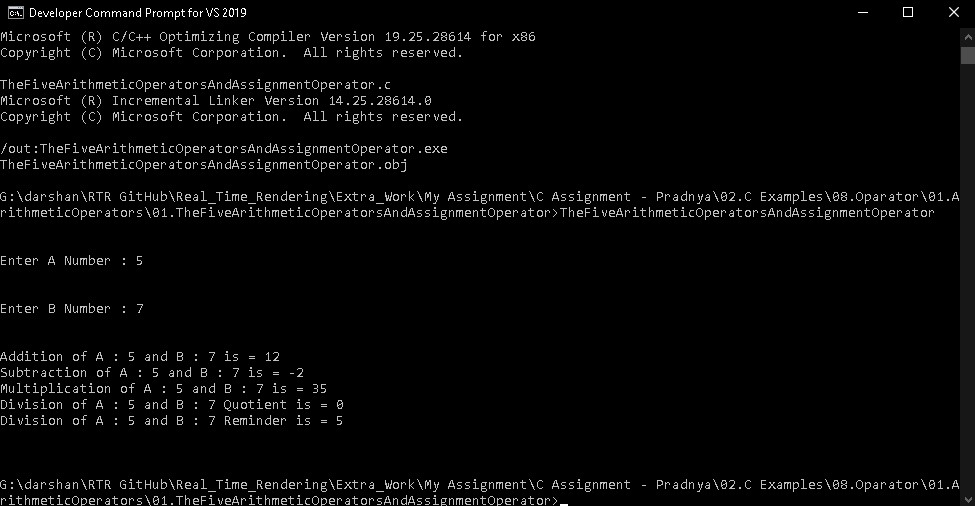 Developer Command Prompt for VS 2019
Microsoft (R) C/C++ Optimizing Compiler Version 19.25.28614 for x86
Copyright (C) Microsoft Corporation.  All rights reserved.
TheFiveArithmeticOperatorsAndAssignmentOperator.c
Microsoft (R) Incremental Linker Version 14.25.28614.0
Copyright (C) Microsoft Corporation.  All rights reserved.
/out:TheFiveArithmeticOperatorsAndAssignmentOperator.exe
TheFiveArithmeticOperatorsAndAssignmentOperator.obj
G:\darshan\RTR GitHub\Real_Time_Rendering\Extra_Work\My Assignment\C Assignment - Pradnya\02.C Examples\08.Oparator\01.A
rithmeticOperators\01.TheFiveArithmeticOperatorsAndAssignmentOperator>TheFiveArithmeticOperatorsAndAssignmentOperator
Enter A Number : 5
Enter B Number : 7
Addition of A : 5 and B : 7 is = 12
Subtraction of A : 5 and B : 7 is = -2
Multiplication of A : 5 and B : 7 is = 35
Division of A : 5 and B : 7 Quotient is = 0
Division of A : 5 and B : 7 Reminder is = 5
G:\darshan\RTR GitHub\Real_Time_Rendering\Extra_Work\My Assignment\C Assignment - Pradnya\02.C Examples\08.Oparator\01.A
rithmeticOperators\01.TheFiveArithmeticOperatorsAndAssignmentOperator>